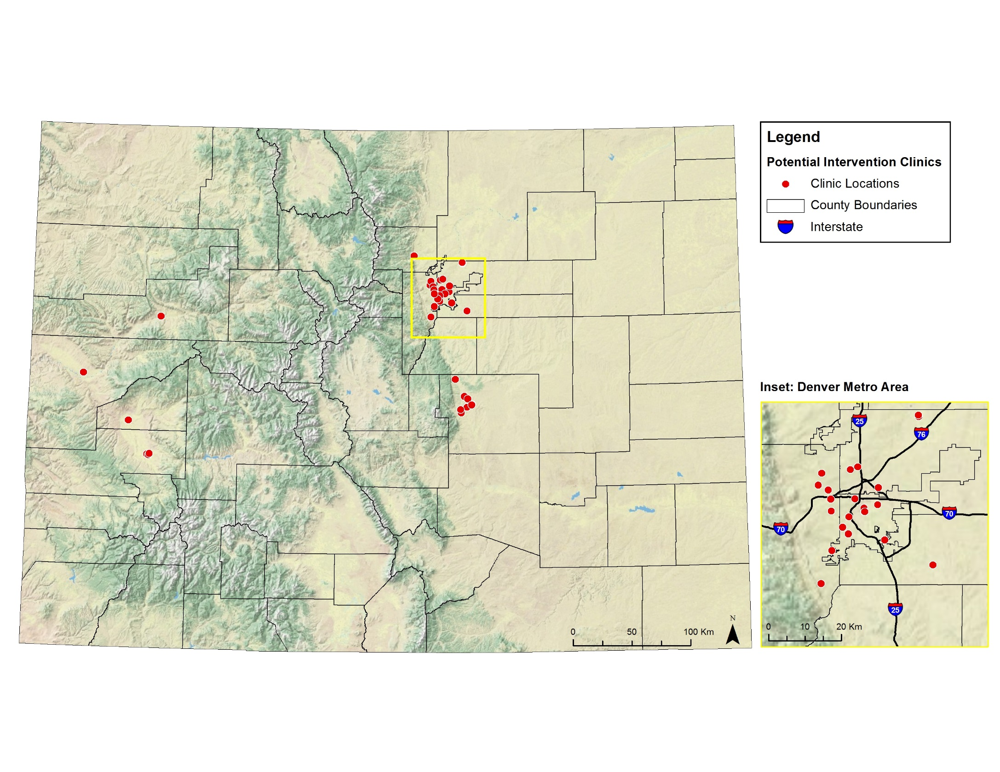 Legend
Potential Intervention Clinics
Clinic Locations
County Boundaries
Interstate
Inset: Denver Metro Area
25
76
70
70
25
0 10 20 Km
N
0 50 100 Km